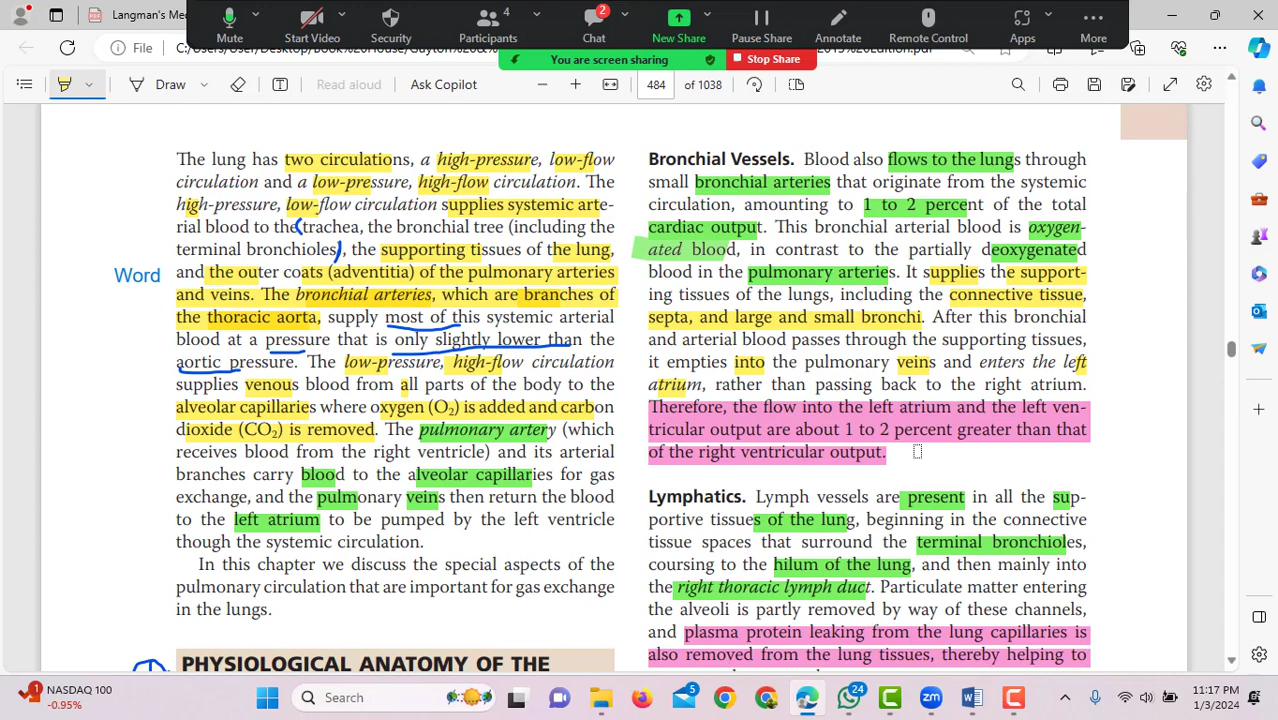 Langman's Me
4
2
Mute
Start Video
Security
Participants
Chat
New Share
Pause Share
Annotate
Remote Control
Apps
More
You are screen sharing
Stop Share
File
Draw
Read aloud
Ask Copilot
484
of 1038
The lung has two circulations, a high-pressure, low-flow
circulation and a low-pressure, high-flow circulation. The
high-pressure, low-flow circulation supplies systemic arte-
rial blood to the trachea, the bronchial tree (including the
terminal bronchioles), the supporting tissues of the lung,
and the outer coats (adventitia) of the pulmonary arteries
and veins. The bronchial arteries, which are branches of
the thoracic aorta, supply most of this systemic arterial
blood at a pressure that is only slightly lower than the
aortic pressure. The low-pressure, high-flow circulation
supplies venous blood from all parts of the body to the
alveolar capillaries where oxygen (O2) is added and carbon
dioxide (CO2) is removed. The pulmonary artery (which
receives blood from the right ventricle) and its arterial
branches carry blood to the alveolar capillaries for gas
exchange, and the pulmonary veins then return the blood
to the left atrium to be pumped by the left ventricle
though the systemic circulation.
In this chapter we discuss the special aspects of the
pulmonary circulation that are important for gas exchange
in the lungs.
PHYSIOLOGICAL ANATOMY OF THE
Word
Bronchial Vessels. Blood also flows to the lungs through
small bronchial arteries that originate from the systemic
circulation, amounting to 1 to 2 percent of the total
cardiac output. This bronchial arterial blood is oxygen-
ated blood, in contrast to the partially deoxygenated
blood in the pulmonary arteries. It supplies the support-
ing tissues of the lungs, including the connective tissue,
septa, and large and small bronchi. After this bronchial
and arterial blood passes through the supporting tissues,
it empties into the pulmonary veins and enters the left
atrium, rather than passing back to the right atrium.
Therefore, the flow into the left atrium and the left ven-
tricular output are about 1 to 2 percent greater than that
of the right ventricular output.
Lymphatics. Lymph vessels are present in all the sup-
portive tissues of the lung, beginning in the connective
tissue spaces that surround the terminal bronchioles,
coursing to the hilum of the lung, and then mainly into
the right thoracic lymph duct. Particulate matter entering
the alveoli is partly removed by way of these channels,
and plasma protein leaking from the lung capillaries is
also removed from the lung tissues, thereby helping to
1
NASDAQ 100
-0.95%
Search
5
24
zm
11:17 PM
1/3/2024